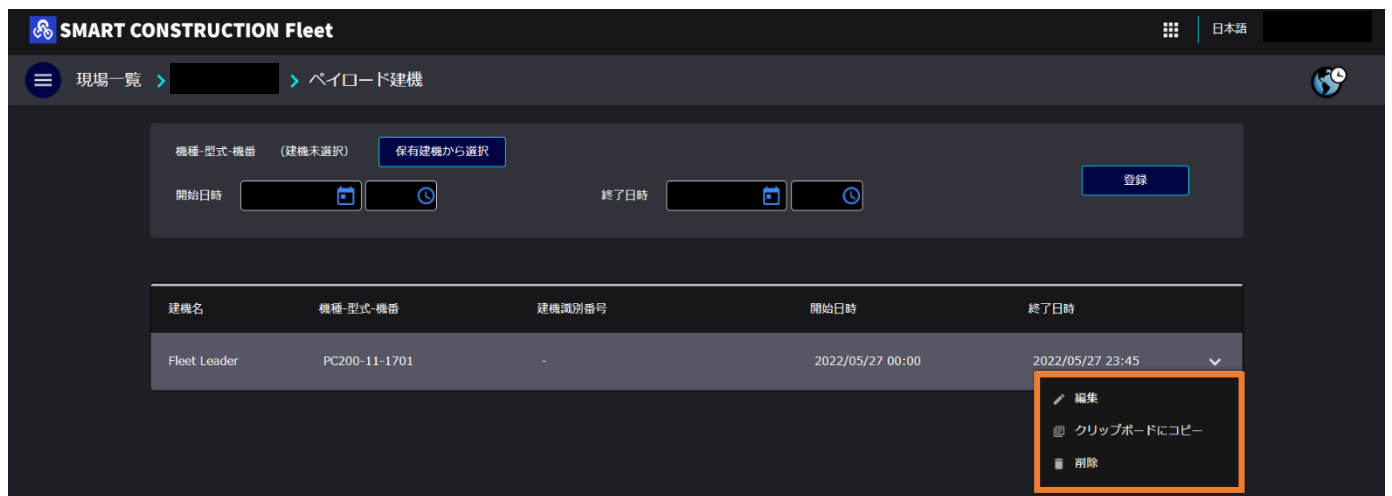 SMART CONSTRUCTION Fleet
日本語
現場一覧 > > ペイロード建機
機種-型式-機番 (建機未選択) 保有建機から選択
開始日時 終了日時 登録
建機名 機種-型式-機番 建機識別番号 開始日時 終了日時
Fleet Leader PC200-11-1701 - 2022/05/27 00:00 2022/05/27 23:45
編集
クリップボードにコピー
削除